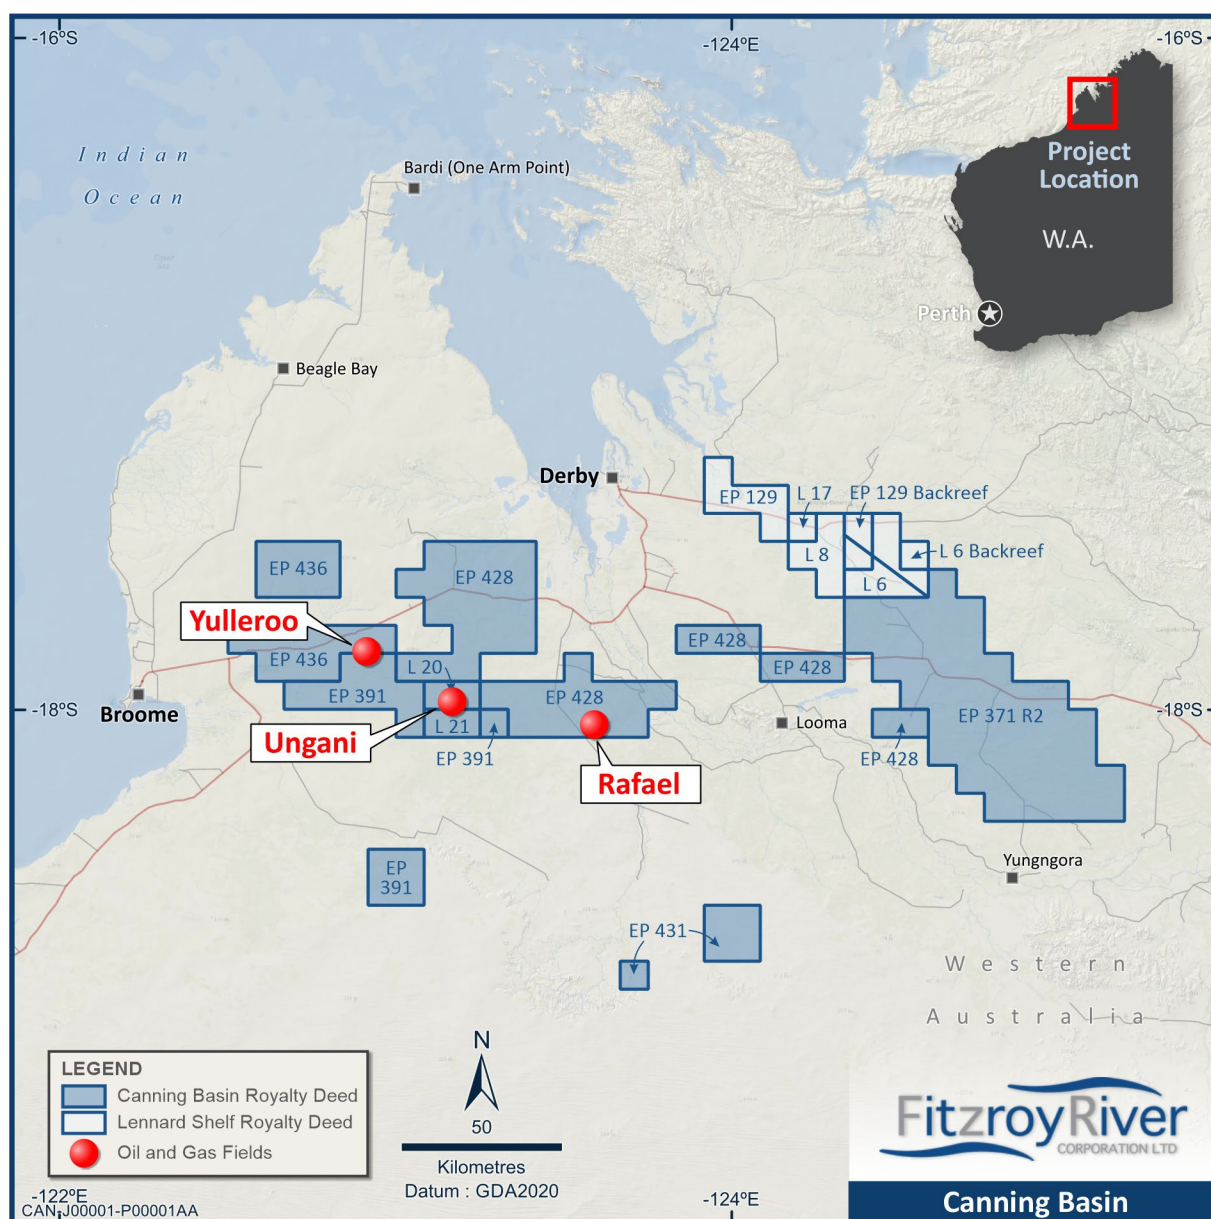 -16ºS
-124ºE
-16ºS
Indian
Ocean
Bardi (One Arm Point)
Project
Location
W.A.
Perth
Beagle Bay
Derby
EP 129
L 17
EP 129 Backreef
L 8
L 6 Backreef
L 6
EP 436
EP 428
Yulleroo
EP 436
L 20
EP 428
EP 428
EP 391
EP 428
Broome
-18ºS
Ungani
L 21
EP 391
Rafael
Looma
EP 428
EP 371 R2
-18ºS
EP
391
Yungngora
EP 431
Western
Australia
N
50
Kilometres
Datum : GDA2020
LEGEND
Canning Basin Royalty Deed
Lennard Shelf Royalty Deed
Oil and Gas Fields
FitzroyRiver
CORPORATION LTD
Canning Basin
-122ºE
-124ºE
CAN-J00001-P00001AA